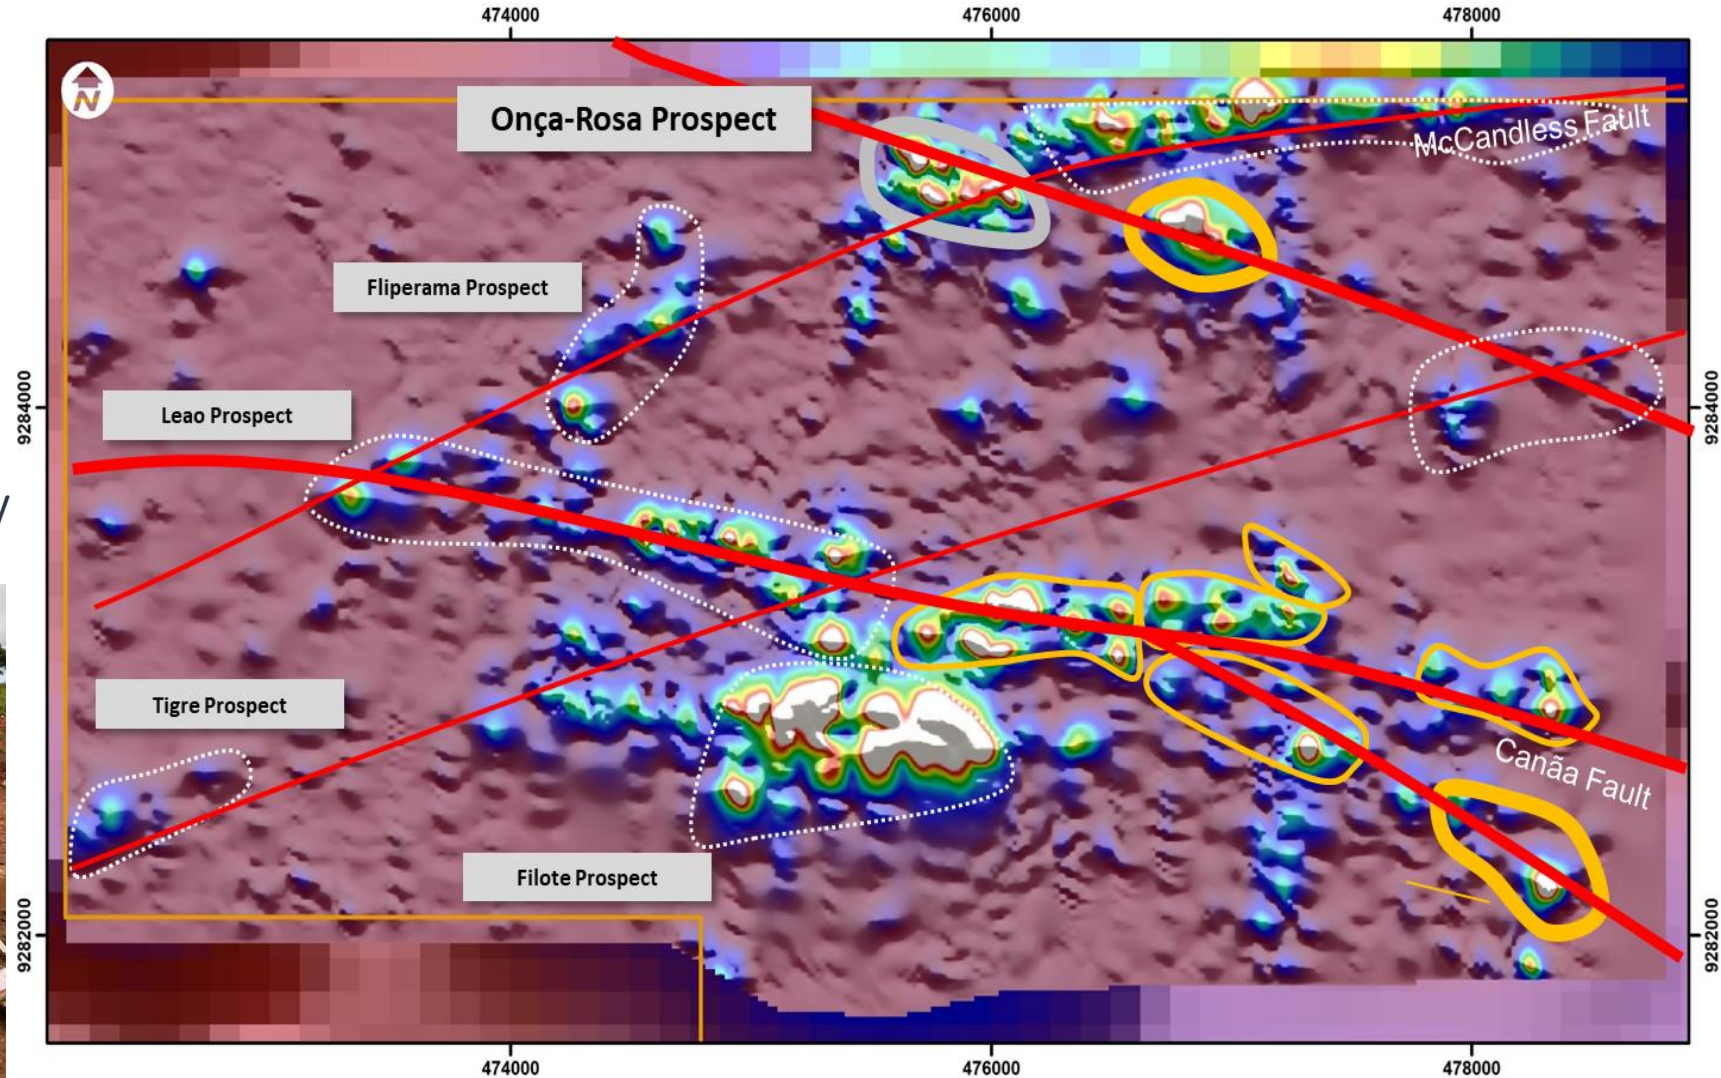 474000
476000
478000
N
Onça-Rosa Prospect
McCandless Fault
Fliperama Prospect
9284000
9284000
Leao Prospect
Tigre Prospect
Canãa Fault
Filote Prospect
9282000
9282000
474000
476000
478000